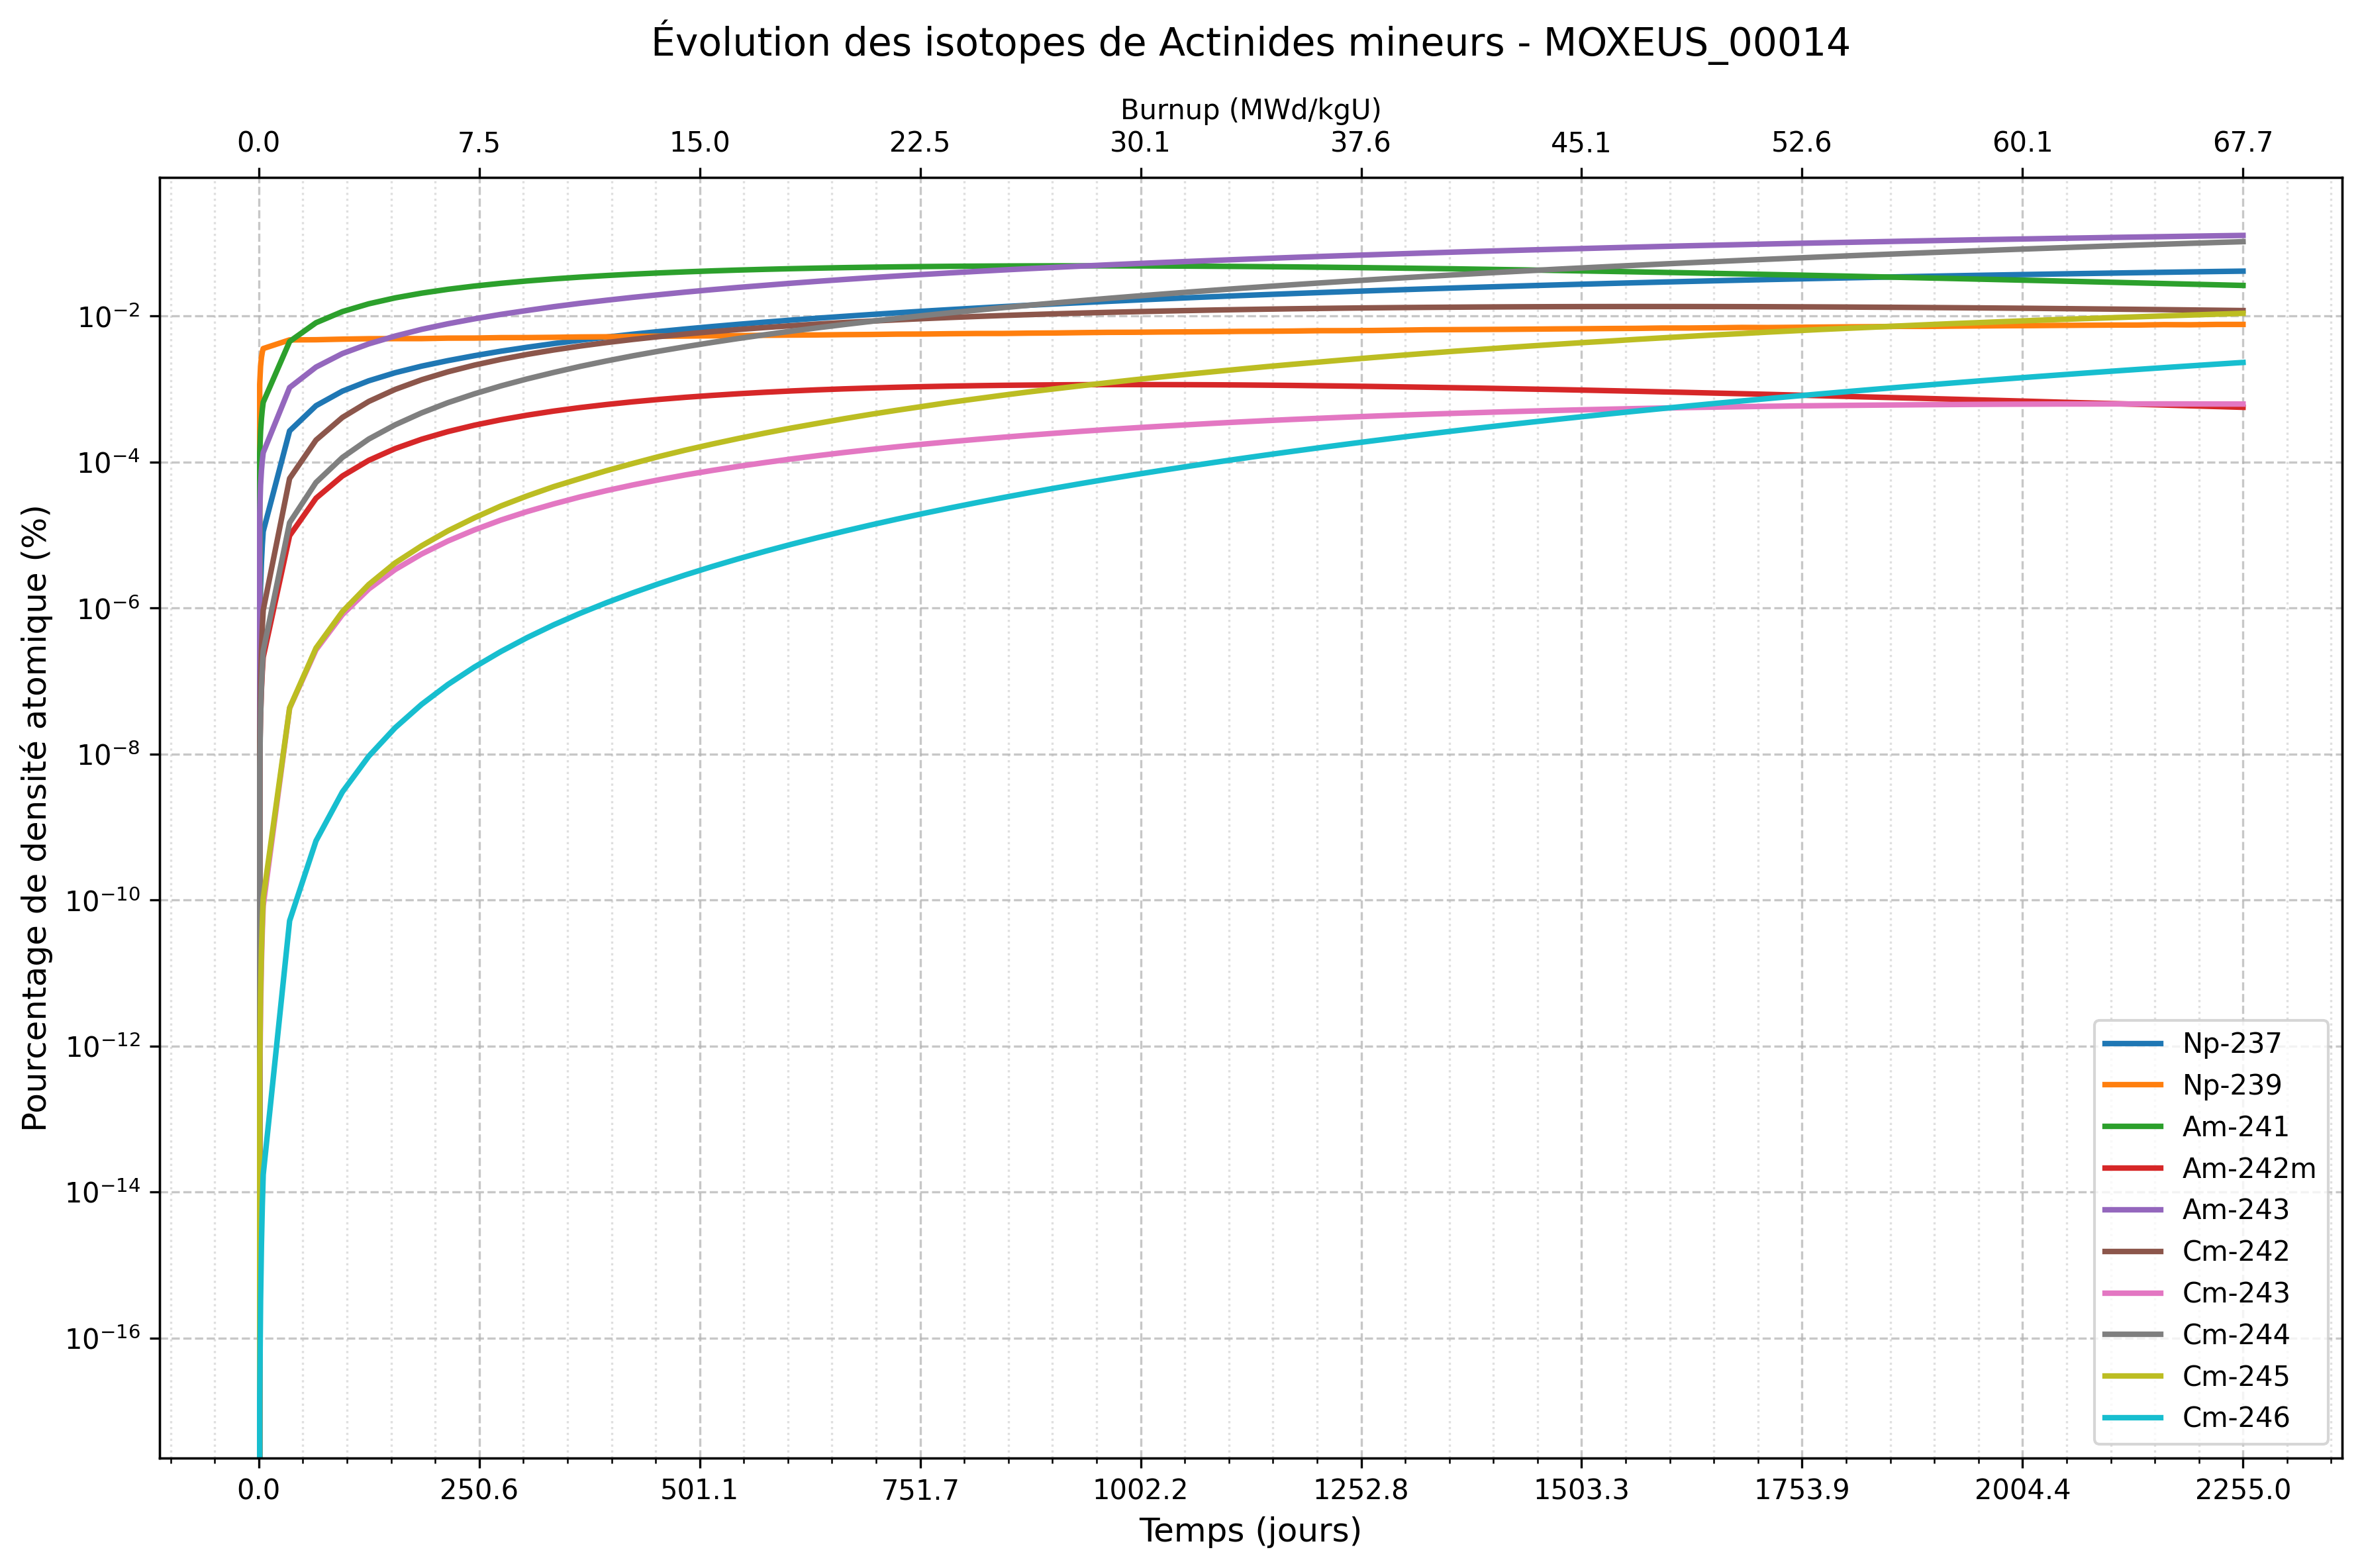 Évolution des isotopes de Actinides mineurs - MOXEUS_00014
Burnup (MWd/kgU)
0.0 7.5 15.0 22.5 30.1 37.6 45.1 52.6 60.1 67.7
Pourcentage de densité atomique (%)
10⁻²
10⁻⁴
10⁻⁶
10⁻⁸
10⁻¹⁰
10⁻¹²
10⁻¹⁴
10⁻¹⁶
Np-237
Np-239
Am-241
Am-242m
Am-243
Cm-242
Cm-243
Cm-244
Cm-245
Cm-246
0.0 250.6 501.1 751.7 1002.2 1252.8 1503.3 1753.9 2004.4 2255.0
Temps (jours)